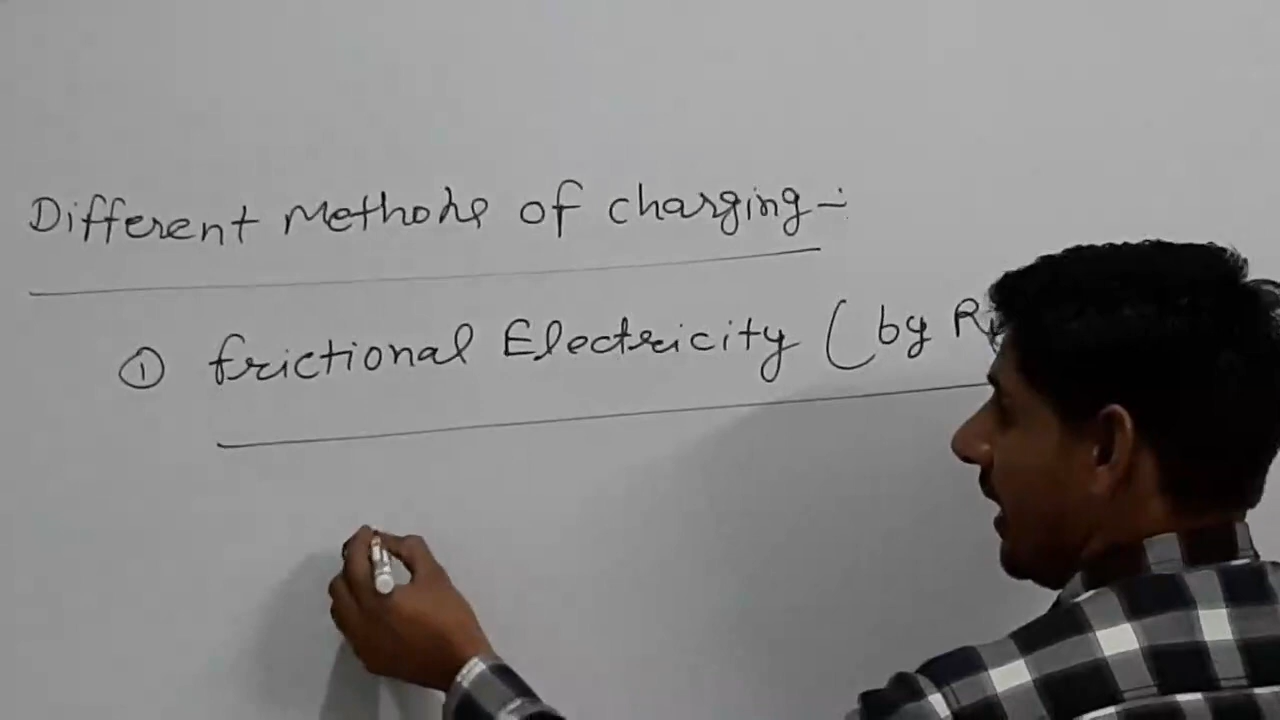 Different Methods of charging :-
① frictional Electricity ( by